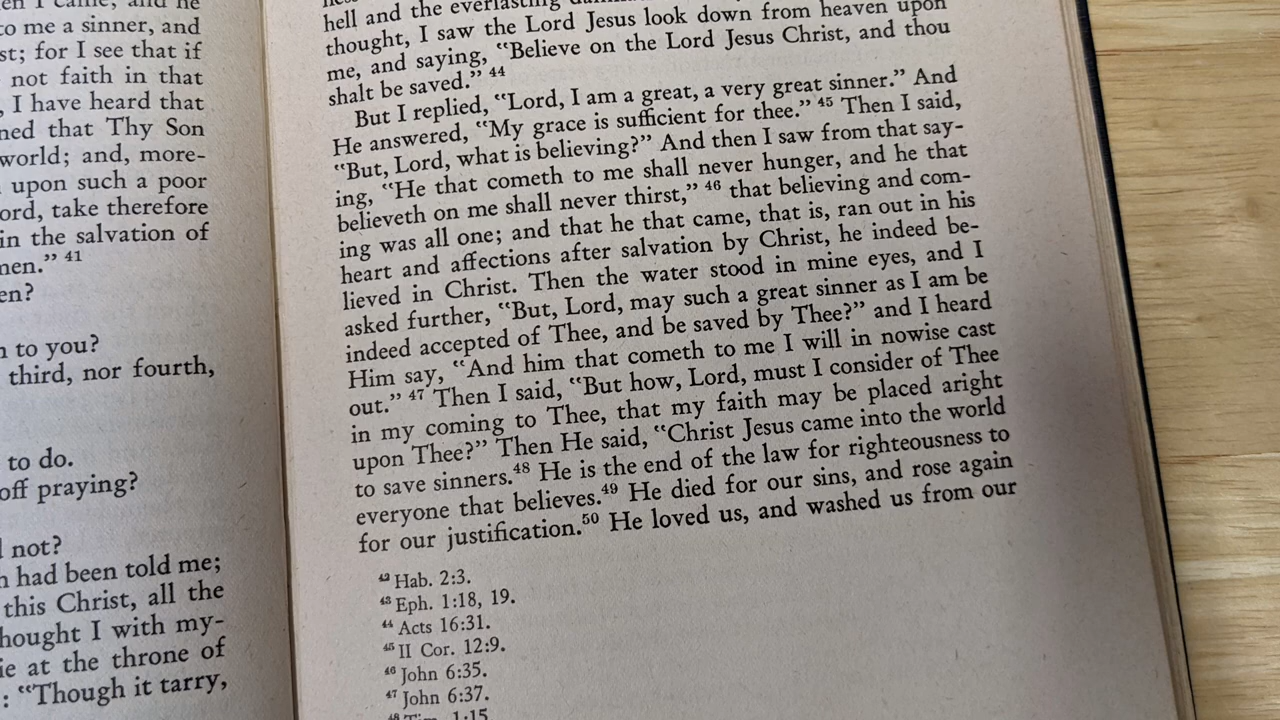 en I came, and he
to me a sinner, and
st; for I see that if
not faith in that
, I have heard that
ned that Thy Son
world; and, more-
upon such a poor
ord, take therefore
in the salvation of
men.” 41
en?
n to you?
third, nor fourth,
to do.
off praying?
d not?
n had been told me;
this Christ, all the
hought I with my-
ie at the throne of
: “Though it tarry,
hell and the everlasting
thought, I saw the Lord Jesus look down from heaven upon
me, and saying, “Believe on the Lord Jesus Christ, and thou
shalt be saved.” 44
But I replied, “Lord, I am a great, a very great sinner.” And
He answered, “My grace is sufficient for thee.” 45 Then I said,
“But, Lord, what is believing?” And then I saw from that say-
ing, “He that cometh to me shall never hunger, and he that
believeth on me shall never thirst,” 46 that believing and com-
ing was all one; and that he that came, that is, ran out in his
heart and affections after salvation by Christ, he indeed be-
lieved in Christ. Then the water stood in mine eyes, and I
asked further, “But, Lord, may such a great sinner as I am be
indeed accepted of Thee, and be saved by Thee?” and I heard
Him say, “And him that cometh to me I will in nowise cast
out.” 47 Then I said, “But how, Lord, must I consider of Thee
in my coming to Thee, that my faith may be placed aright
upon Thee?” Then He said, “Christ Jesus came into the world
to save sinners.48 He is the end of the law for righteousness to
everyone that believes.49 He died for our sins, and rose again
for our justification.50 He loved us, and washed us from our
42 Hab. 2:3.
43 Eph. 1:18, 19.
44 Acts 16:31.
45 II Cor. 12:9.
46 John 6:35.
47 John 6:37.
48 Tim. 1:15